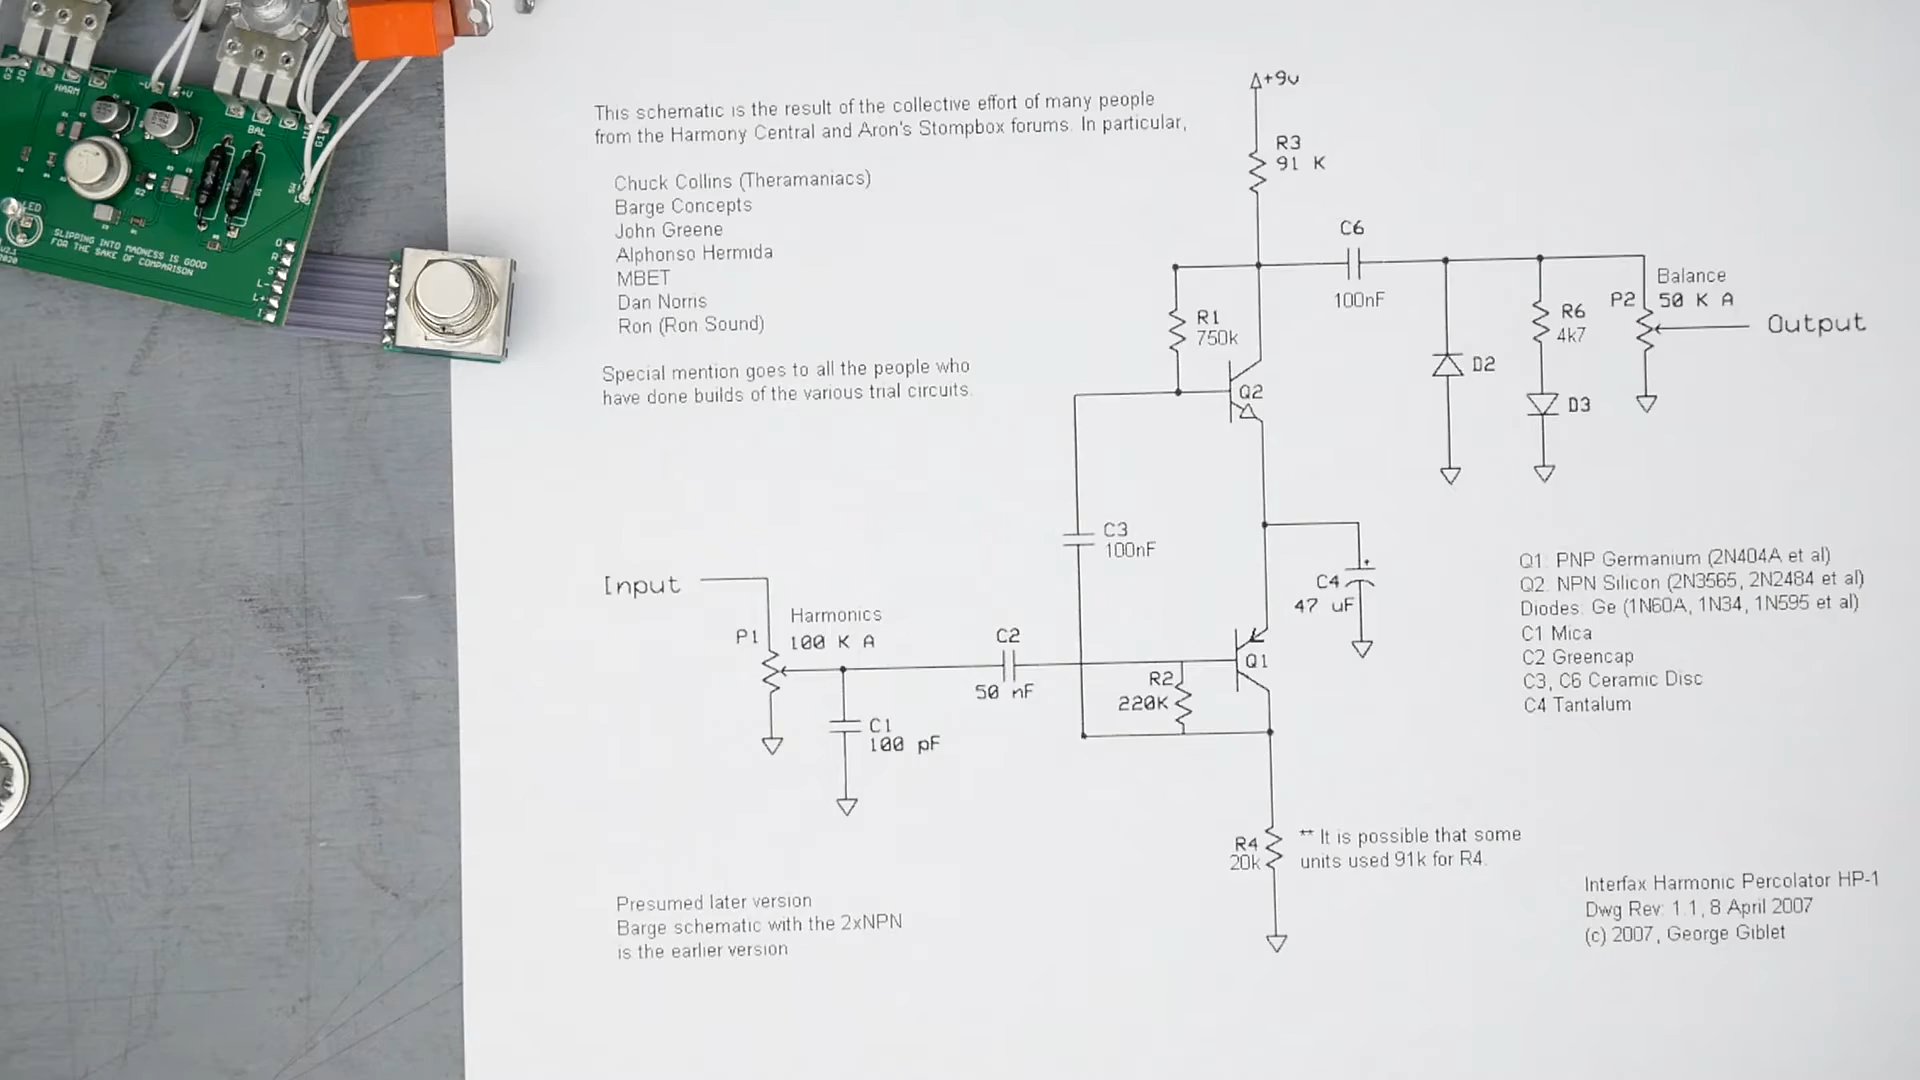 This schematic is the result of the collective effort of many people
from the Harmony Central and Aron's Stompbox forums. In particular,
Chuck Collins (Theramaniacs)
Barge Concepts
John Greene
Alphonso Hermida
MBET
Dan Norris
Ron (Ron Sound)
Special mention goes to all the people who
have done builds of the various trial circuits.
+9v
R3
91 K
C6
100nF
R1
750k
Q2
D2
R6
4k7
D3
Balance
P2 50 K A
Output
C3
100nF
C4
47 uF
Input
Harmonics
P1 100 K A
C2
50 nF
C1
100 pF
R2
220K
Q1
R4
20k
** It is possible that some
units used 91k for R4.
Q1: PNP Germanium (2N404A et al)
Q2: NPN Silicon (2N3565, 2N2484 et al)
Diodes: Ge (1N60A, 1N34, 1N595 et al)
C1 Mica
C2 Greencap
C3, C6 Ceramic Disc
C4 Tantalum
Presumed later version
Barge schematic with the 2xNPN
is the earlier version
Interfax Harmonic Percolator HP-1
Dwg Rev: 1.1, 8 April 2007
(c) 2007, George Giblet
HARM
-V
+V
BAL
LED
SLIPPING INTO MADNESS IS GOOD
FOR THE SAKE OF COMPARISON
2020
O
R
S
L-
L+
I